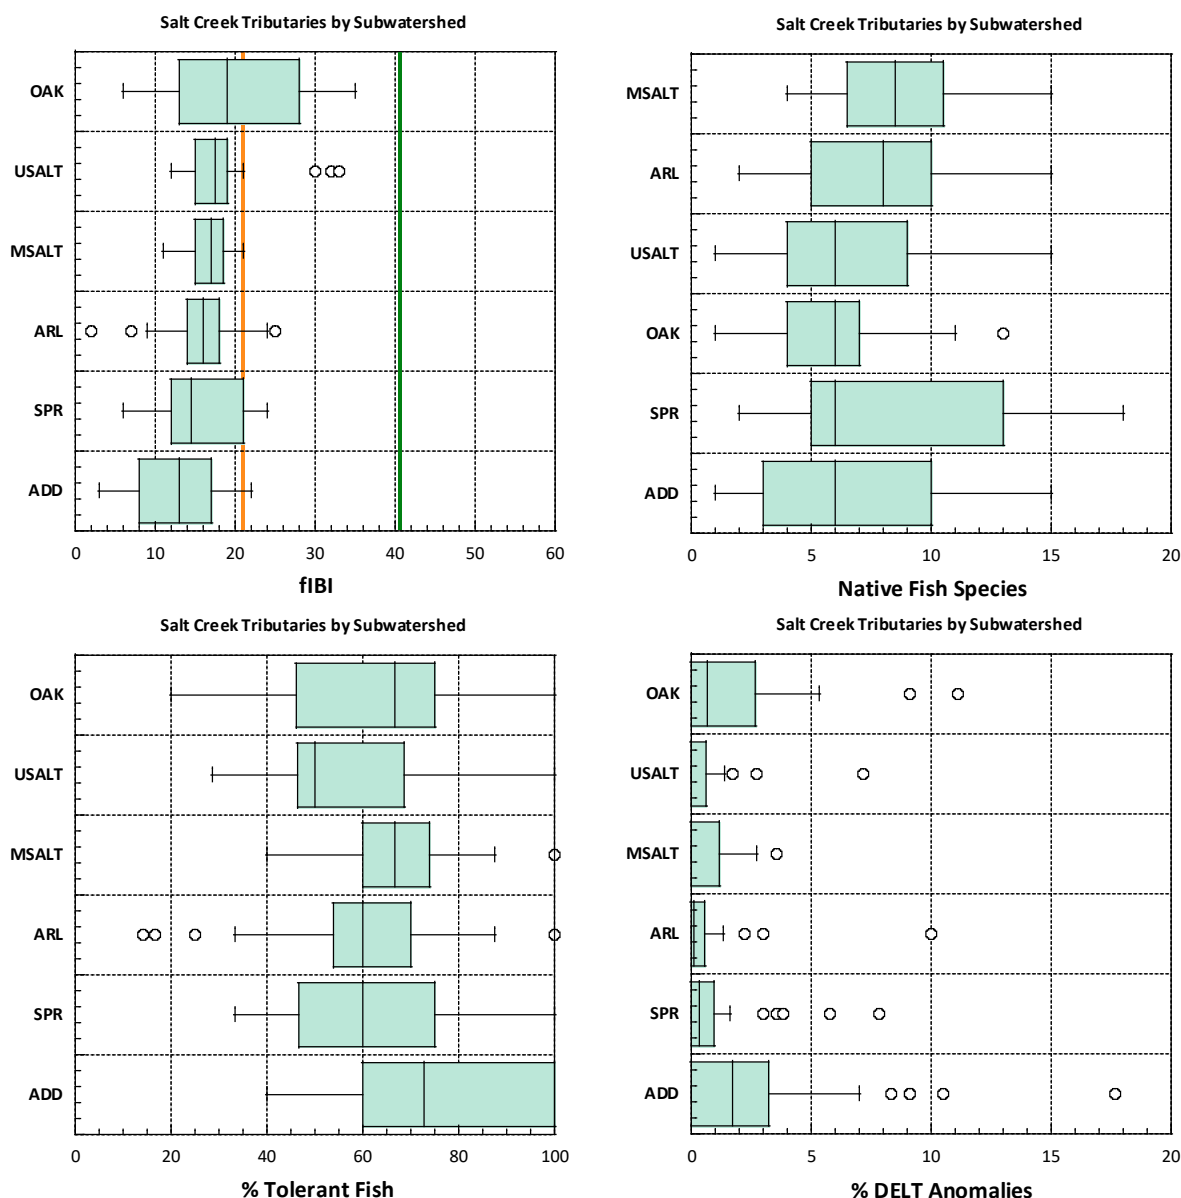 Salt Creek Tributaries by Subwatershed
OAK
USALT
MSALT
ARL
SPR
ADD
0 10 20 30 40 50 60
fIBI
Salt Creek Tributaries by Subwatershed
MSALT
ARL
USALT
OAK
SPR
ADD
0 5 10 15 20
Native Fish Species
Salt Creek Tributaries by Subwatershed
OAK
USALT
MSALT
ARL
SPR
ADD
0 20 40 60 80 100
% Tolerant Fish
Salt Creek Tributaries by Subwatershed
OAK
USALT
MSALT
ARL
SPR
ADD
0 5 10 15 20
% DELT Anomalies